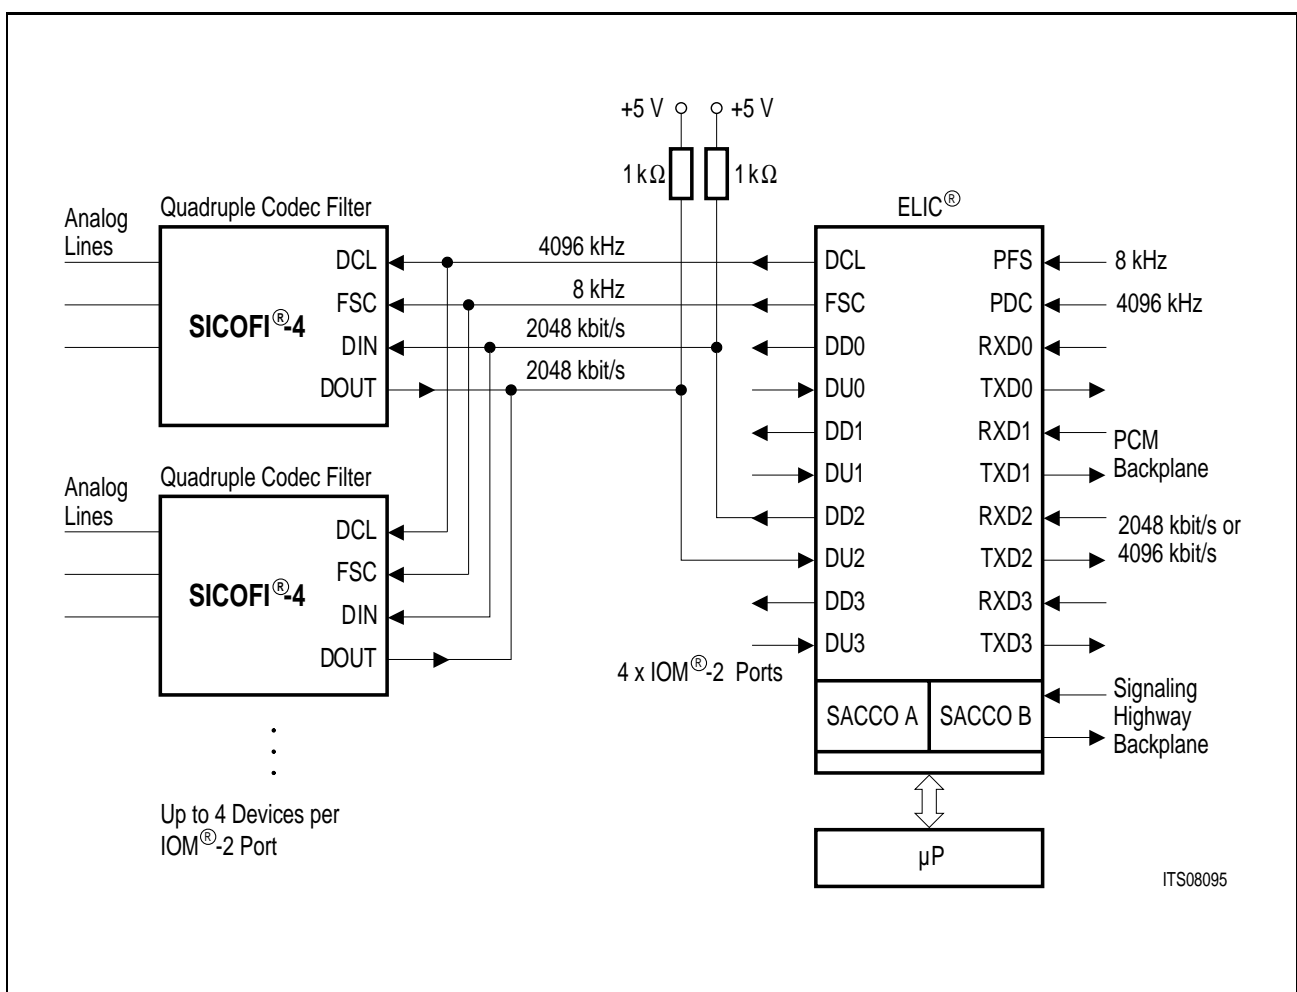 +5 V
+5 V
1 kΩ
1 kΩ
Quadruple Codec Filter
ELIC®
Analog
Lines
DCL
FSC
DIN
DOUT
SICOFI®-4
4096 kHz
8 kHz
2048 kbit/s
2048 kbit/s
DCL
FSC
DD0
DU0
DD1
DU1
DD2
DU2
DD3
DU3
PFS
PDC
RXD0
TXD0
RXD1
TXD1
RXD2
TXD2
RXD3
TXD3
8 kHz
4096 kHz
PCM
Backplane
2048 kbit/s or
4096 kbit/s
Quadruple Codec Filter
Analog
Lines
DCL
FSC
DIN
DOUT
SICOFI®-4
4 x IOM®-2 Ports
SACCO A
SACCO B
Signaling
Highway
Backplane
Up to 4 Devices per
IOM®-2 Port
µP
ITS08095